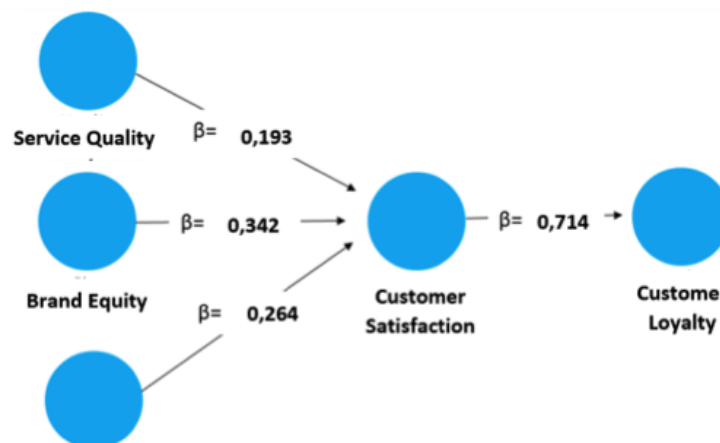 Service Quality
β= 0,193
Brand Equity
β= 0,342
β= 0,264
Customer
Satisfaction
β= 0,714
Custome
Loyalty